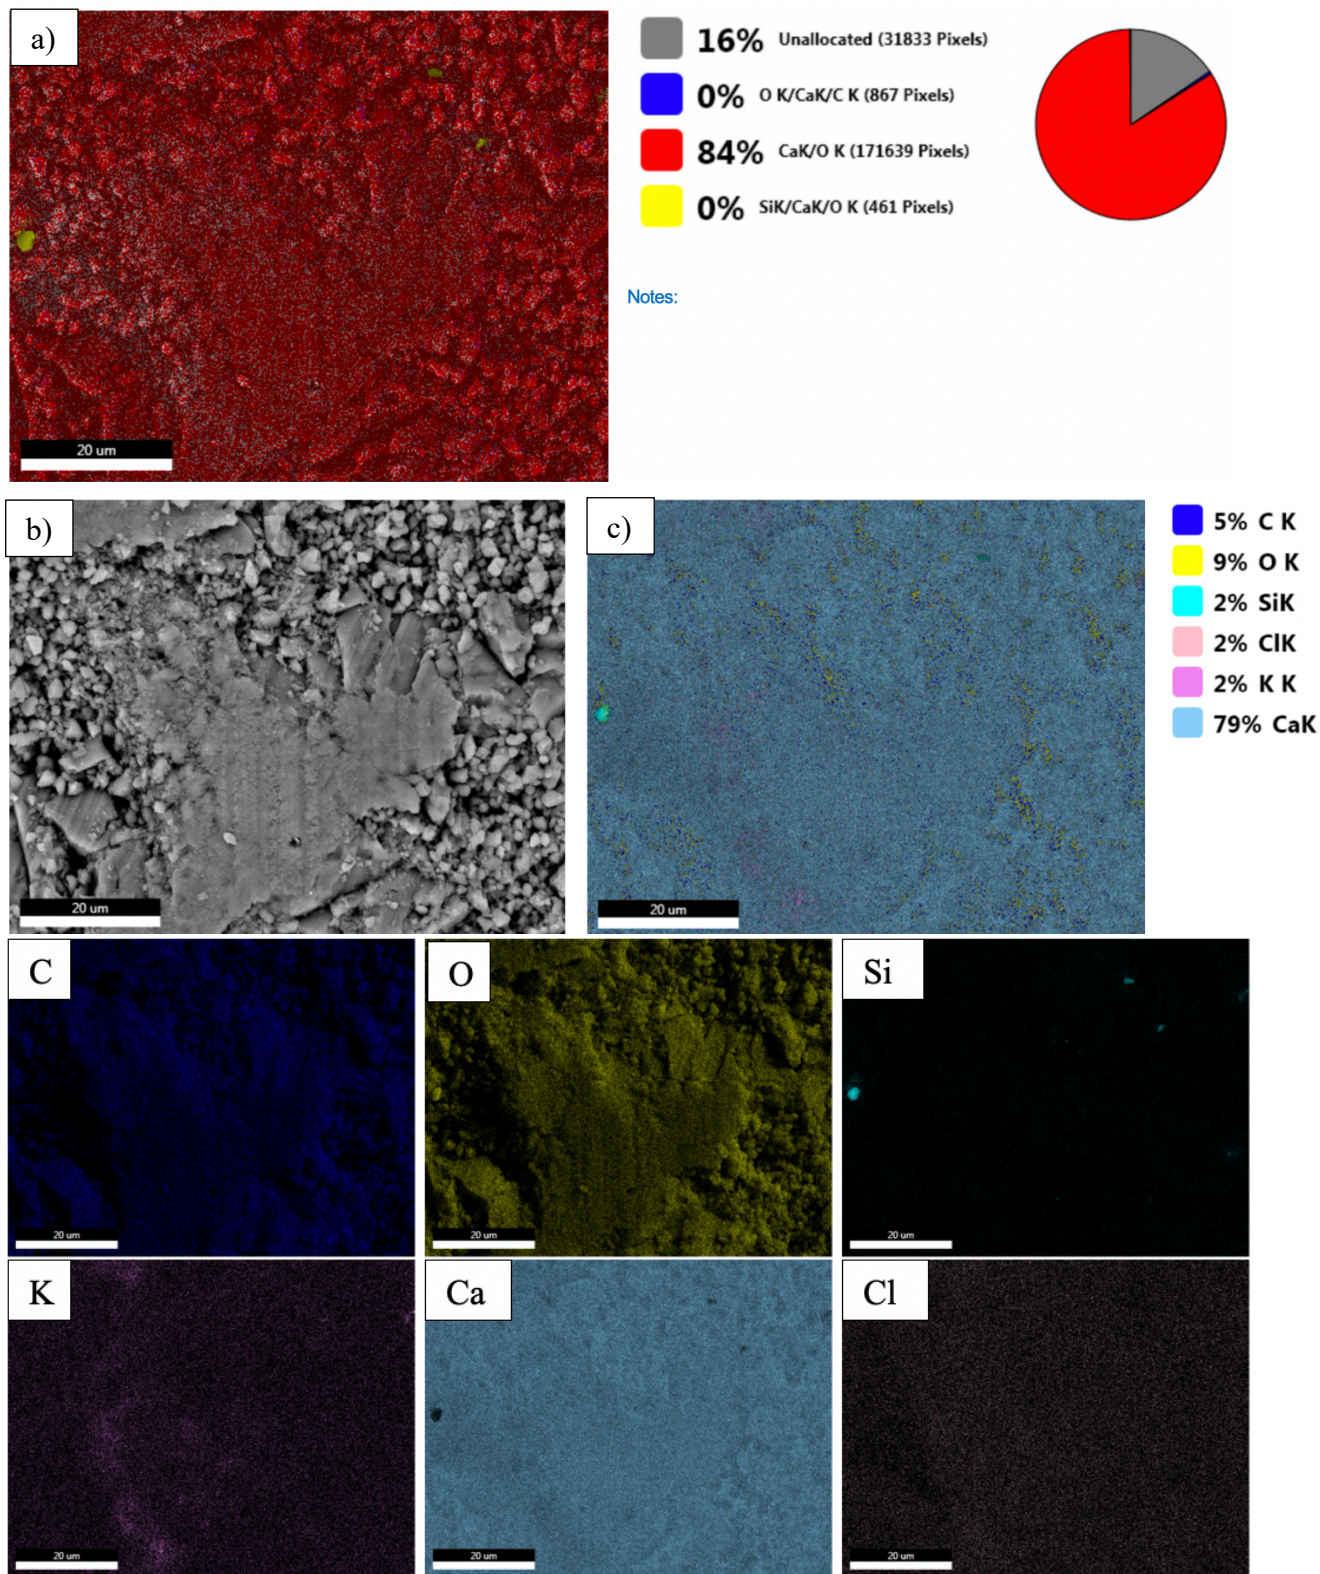 a)
16% Unallocated (31833 Pixels)
0% O K/CaK/C K (867 Pixels)
84% CaK/O K (171639 Pixels)
0% SiK/CaK/O K (461 Pixels)
Notes:
20 um
b)
c)
5% C K
9% O K
2% SiK
2% ClK
2% K K
79% CaK
20 um
20 um
C
O
Si
20 um
20 um
20 um
K
Ca
Cl
20 um
20 um
20 um